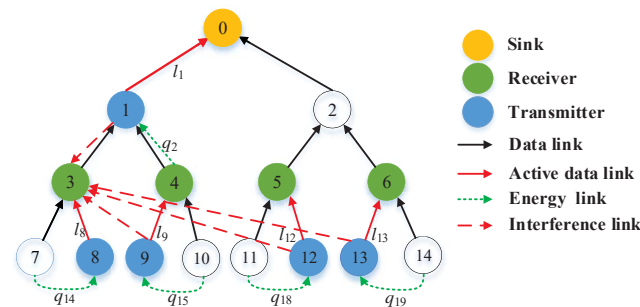 0
Sink
l1
Receiver
1
2
Transmitter
q2
Data link
3
4
5
6
Active data link
Energy link
l8
l9
l12
l13
Interference link
7
8
9
10
11
12
13
14
q14
q15
q18
q19